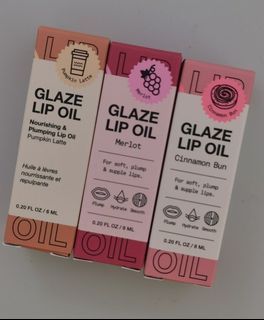 LIP
Pumpkin Latte
GLAZE
LIP OIL
Nourishing &
Plumping Lip Oil
Pumpkin Latte
Huile à lèvres
nourrissante et
repulpante
0.20 FL OZ / 6 ML
OIL
LIP
Merlot
GLAZE
LIP OIL
Merlot
For soft, plump
& supple lips.
Plump
Hydrate
Smooth
0.20 FL OZ / 6 ML
OIL
LIP
Cinnamon Bun
GLAZE
LIP OIL
Cinnamon Bun
For soft, plump
& supple lips.
Plump
Hydrate
Smooth
0.20 FL OZ / 6 ML
OIL